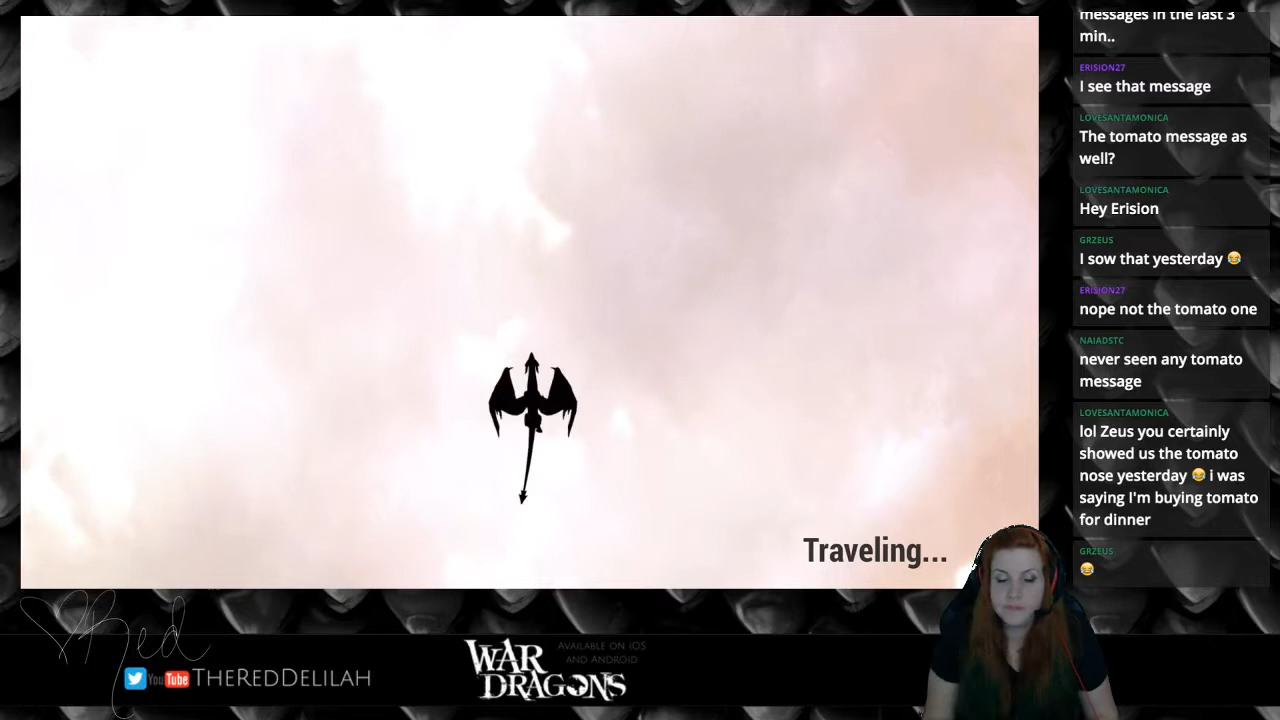 messages in the last 3
min..
ERISION27
I see that message
LOVESANTAMONICA
The tomato message as
well?
LOVESANTAMONICA
Hey Erision
GRZEUS
I sow that yesterday 😂
ERISION27
nope not the tomato one
NAIADSTC
never seen any tomato
message
LOVESANTAMONICA
lol Zeus you certainly
showed us the tomato
nose yesterday 😂 i was
saying I'm buying tomato
for dinner
GRZEUS
😂
Traveling...
Red
YouTube THEREDDELILAH
WAR
DRAGONS
AVAILABLE ON IOS
AND ANDROID